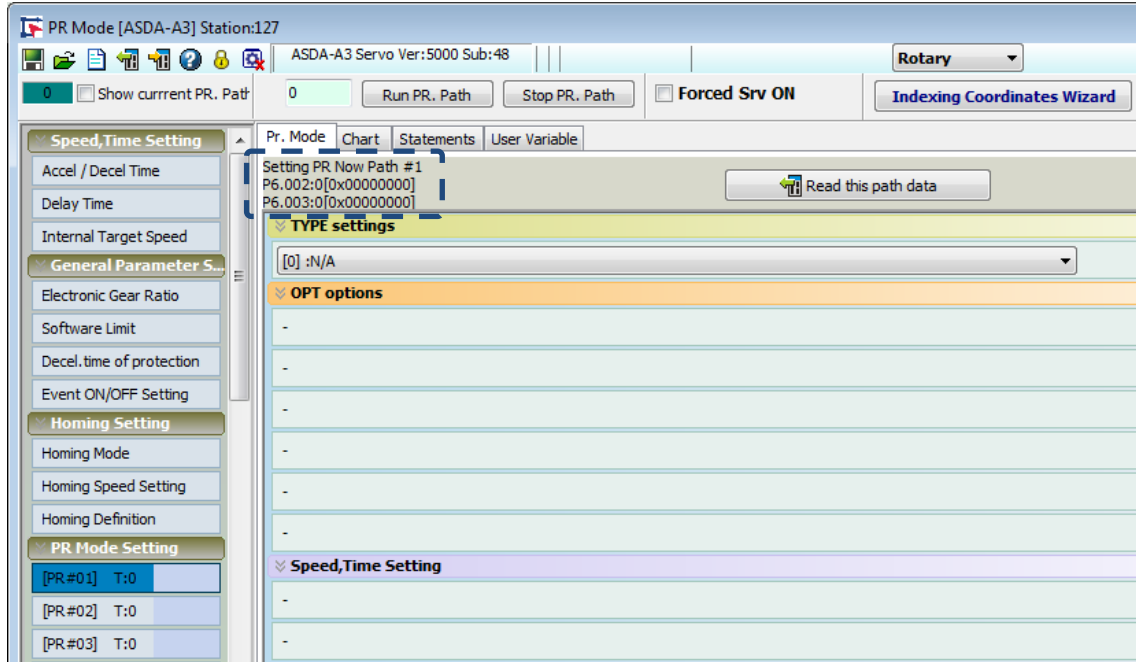 PR Mode [ASDA-A3] Station:127
ASDA-A3 Servo Ver:5000 Sub:48
Rotary
0
Show currrent PR. Path
0
Run PR. Path
Stop PR. Path
Forced Srv ON
Indexing Coordinates Wizard
Speed,Time Setting
Accel / Decel Time
Delay Time
Internal Target Speed
General Parameter S...
Electronic Gear Ratio
Software Limit
Decel.time of protection
Event ON/OFF Setting
Homing Setting
Homing Mode
Homing Speed Setting
Homing Definition
PR Mode Setting
[PR#01] T:0
[PR#02] T:0
[PR#03] T:0
Pr. Mode
Chart
Statements
User Variable
Setting PR Now Path #1
P6.002:0[0x00000000]
P6.003:0[0x00000000]
Read this path data
TYPE settings
[0] :N/A
OPT options
-
-
-
-
-
-
Speed,Time Setting
-
-